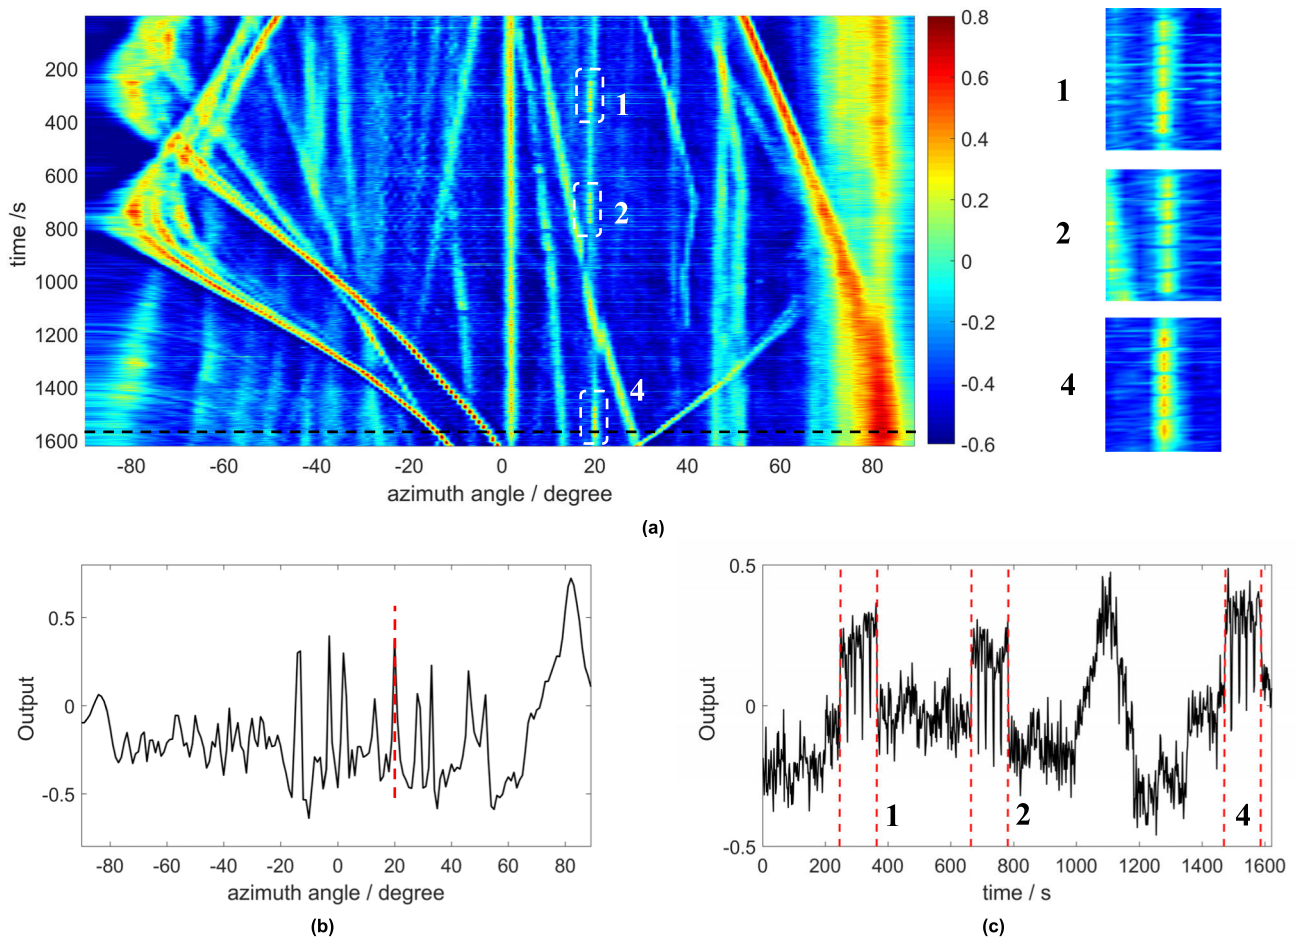 0.8
0.6
0.4
0.2
0
-0.2
-0.4
-0.6
200
400
600
800
1000
1200
1400
1600
time /s
1
2
4
-80 -60 -40 -20 0 20 40 60 80
azimuth angle / degree
1
2
4
(a)
0.5
0
-0.5
Output
-80 -60 -40 -20 0 20 40 60 80
azimuth angle / degree
(b)
0.5
0
-0.5
Output
1 2 4
0 200 400 600 800 1000 1200 1400 1600
time / s
(c)